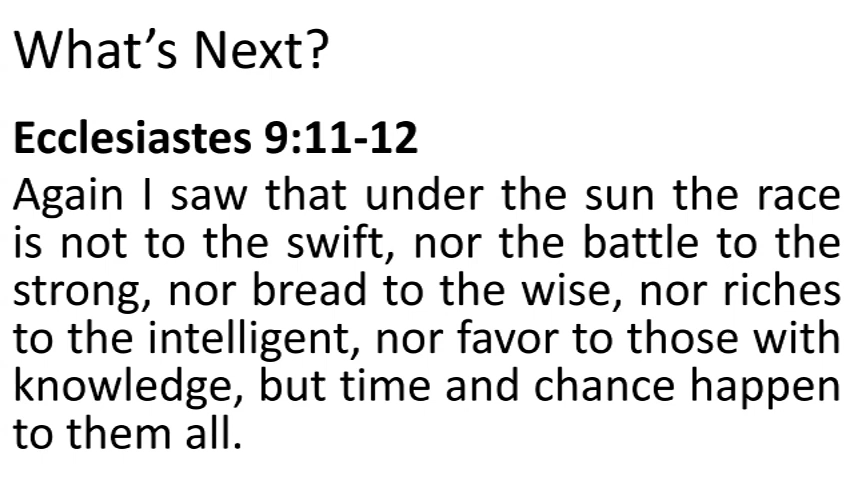 What’s Next?
Ecclesiastes 9:11-12
Again I saw that under the sun the race
is not to the swift, nor the battle to the
strong, nor bread to the wise, nor riches
to the intelligent, nor favor to those with
knowledge, but time and chance happen
to them all.